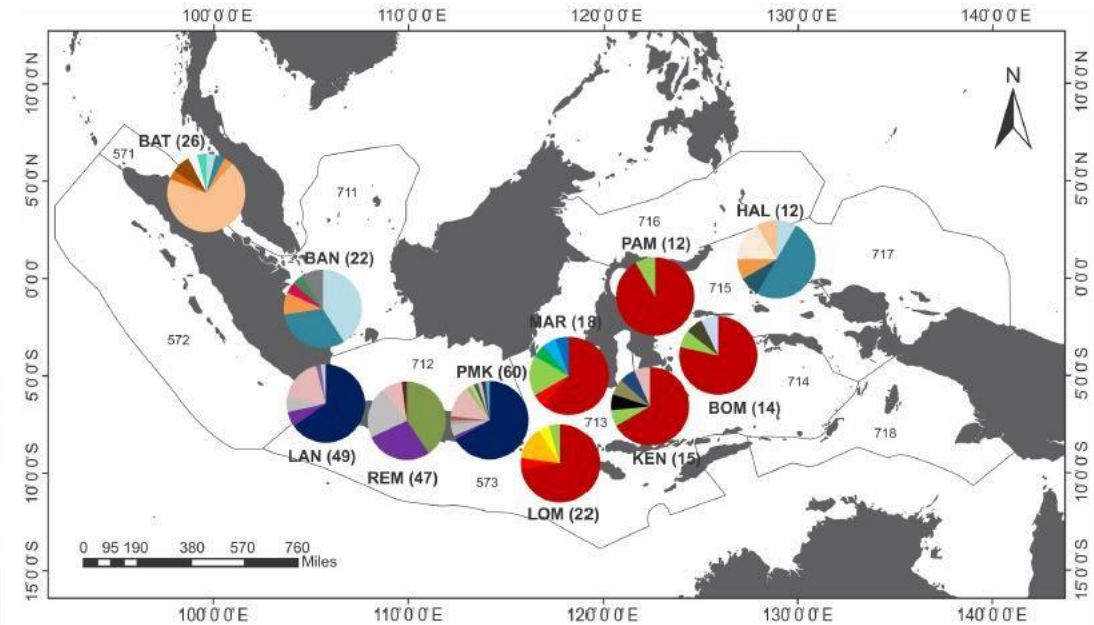 100°0'0"E 110°0'0"E 120°0'0"E 130°0'0"E 140°0'0"E
10°0'0"N 10°0'0"N
N
BAT (26)
571
5°0'0"N 5°0'0"N
711
716
HAL (12)
PAM (12)
717
BAN (22)
0°0'0" 0°0'0"
715
572
MAR (18)
712
PMK (60)
5°0'0"S 5°0'0"S
714
BOM (14)
713
718
LAN (49)
KEN (15)
REM (47)
573
10°0'0"S 10°0'0"S
LOM (22)
0 95 190 380 570 760
Miles
15°0'0"S 15°0'0"S
100°0'0"E 110°0'0"E 120°0'0"E 130°0'0"E 140°0'0"E